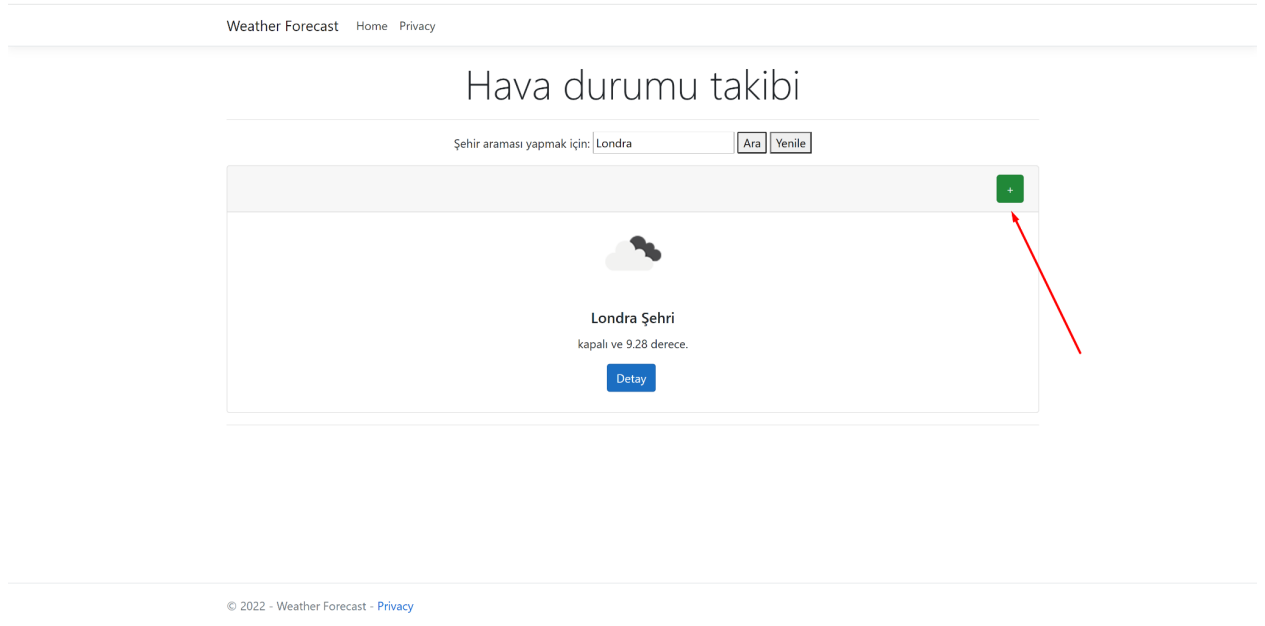 Weather Forecast Home Privacy
Hava durumu takibi
Şehir araması yapmak için: Londra Ara Yenile
+
Londra Şehri
kapalı ve 9.28 derece.
Detay
© 2022 - Weather Forecast - Privacy